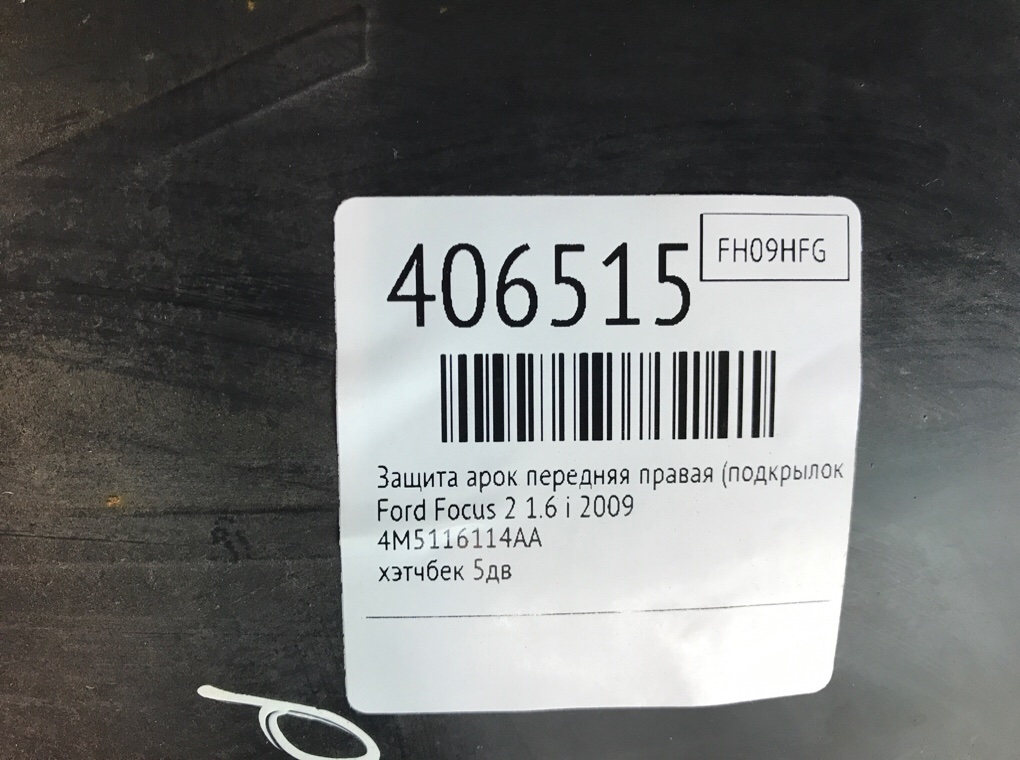 406515
FH09HFG
Защита арок передняя правая (подкрылок
Ford Focus 2 1.6 i 2009
4M5116114AA
хэтчбек 5дв